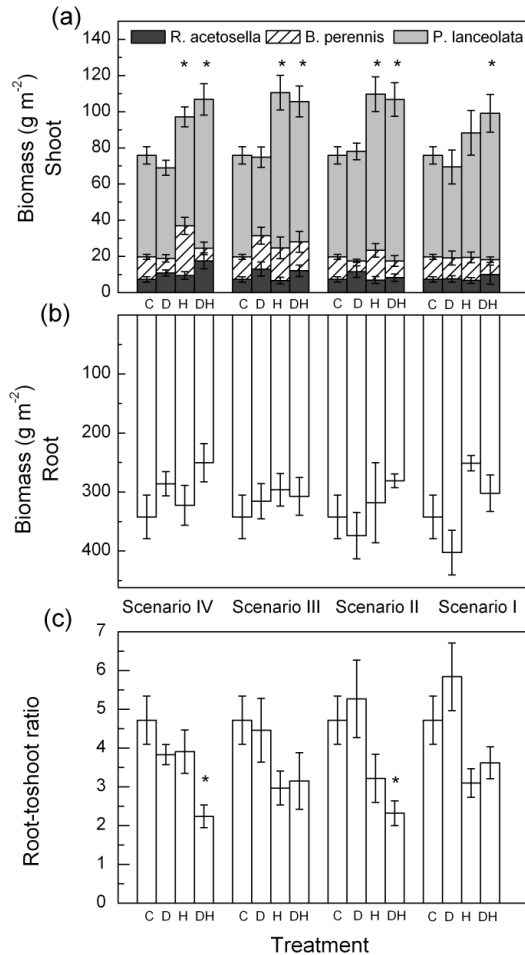 (a)
140
120
100
80
60
40
20
0
Biomass (g m-2)
Shoot
R. acetosella B. perennis P. lanceolata
* * * * * * *
C D H DH C D H DH C D H DH C D H DH
(b)
100
200
300
400
Biomass (g m-2)
Root
Scenario IV Scenario III Scenario II Scenario I
(c)
7
6
5
4
3
2
1
0
Root-toshoot ratio
* *
C D H DH C D H DH C D H DH C D H DH
Treatment